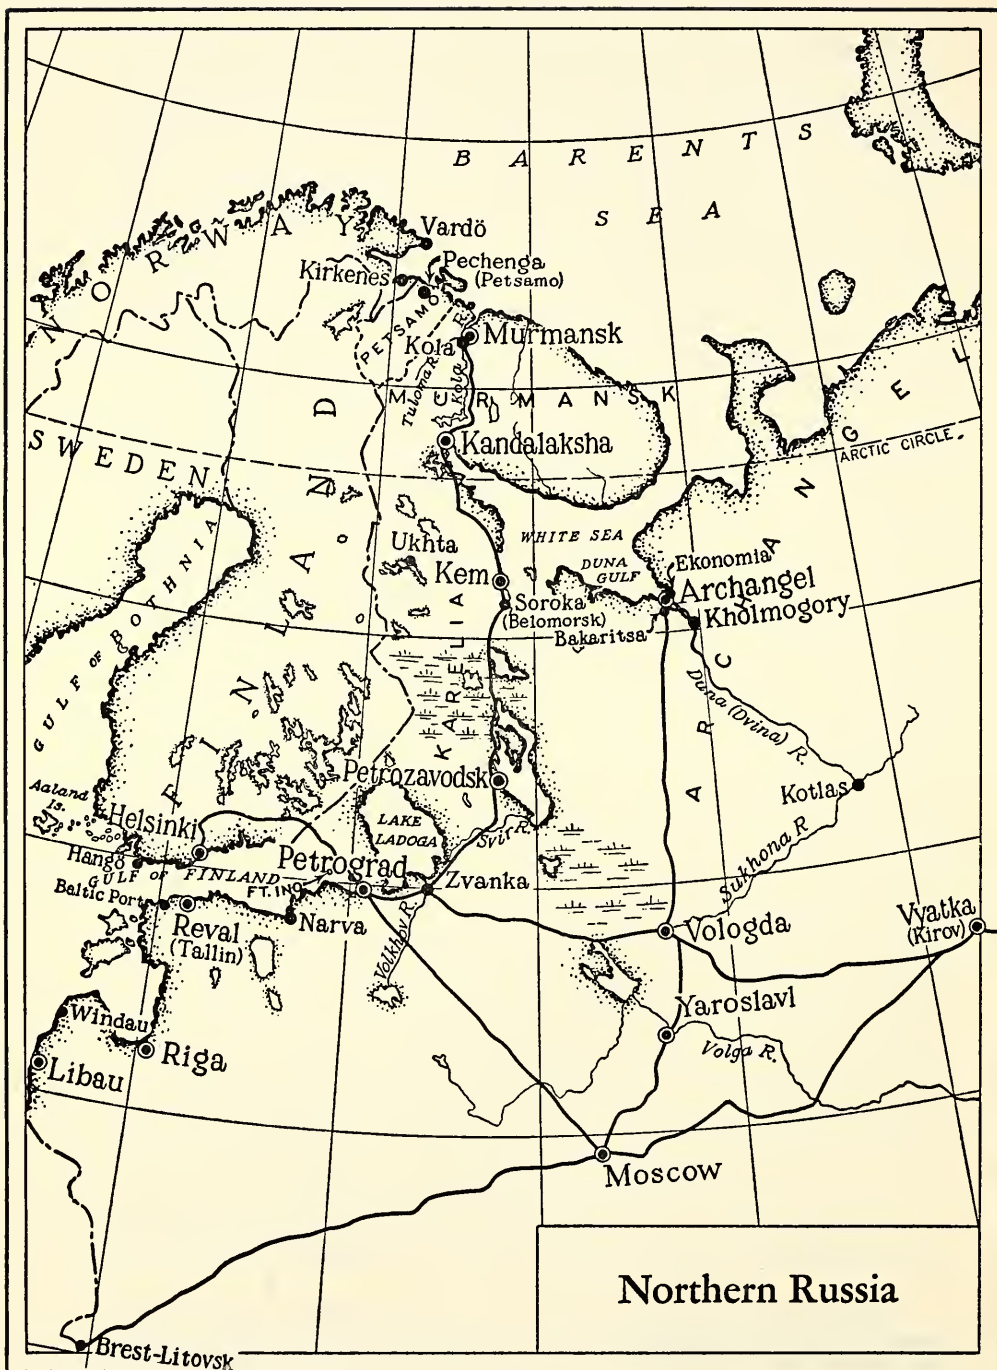 BARENTS
SEA
NORWAY
Vardö
Pechenga
(Petsamo)
Kirkenes
PETSAMO
Murmansk
Kola
Tuloma R.
Kola R.
MURMANSK
ARCTIC CIRCLE.
SWEDEN
Kandalaksha
FINLAND
ARCHANGEL
WHITE SEA
Ukhta
DUNA
GULF
Ekonomia
Kem
Archangel
Soroka
(Belomorsk)
Kholmogory
Bakaritsa
GULF OF BOTHNIA
KARELIA
Duna (Dvina) R.
Petrozavodsk
Kotlas
Aaland
Is.
Helsinki
LAKE
LADOGA
Svir R.
Sukhona R
Hangö
GULF OF FINLAND
Petrograd
FT. INO
Zvanka
Baltic Port
Reval
(Tallin)
Narva
Volkhov R.
Vologda
Vyatka
(Kirov)
Windau
Yaroslavl
Riga
Libau
Volga R.
Moscow
Northern Russia
Brest-Litovsk